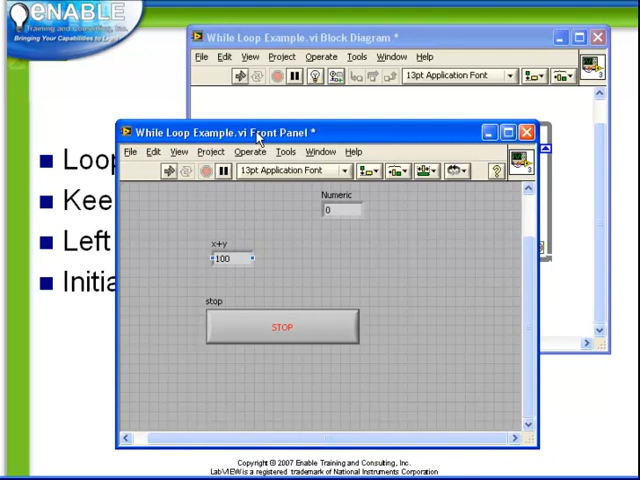 ENABLE
Training and Consulting, Inc.
Bringing Your Capabilities to Light!
While Loop Example.vi Block Diagram *
File Edit View Project Operate Tools Window Help
13pt Application Font
3
While Loop Example.vi Front Panel *
File Edit View Project Operate Tools Window Help
13pt Application Font
?
3
Loop
Kee
Left
Initia
Numeric
0
x+y
100
stop
STOP
Copyright © 2007 Enable Training and Consulting, Inc.
LabVIEW is a registered trademark of National Instruments Corporation